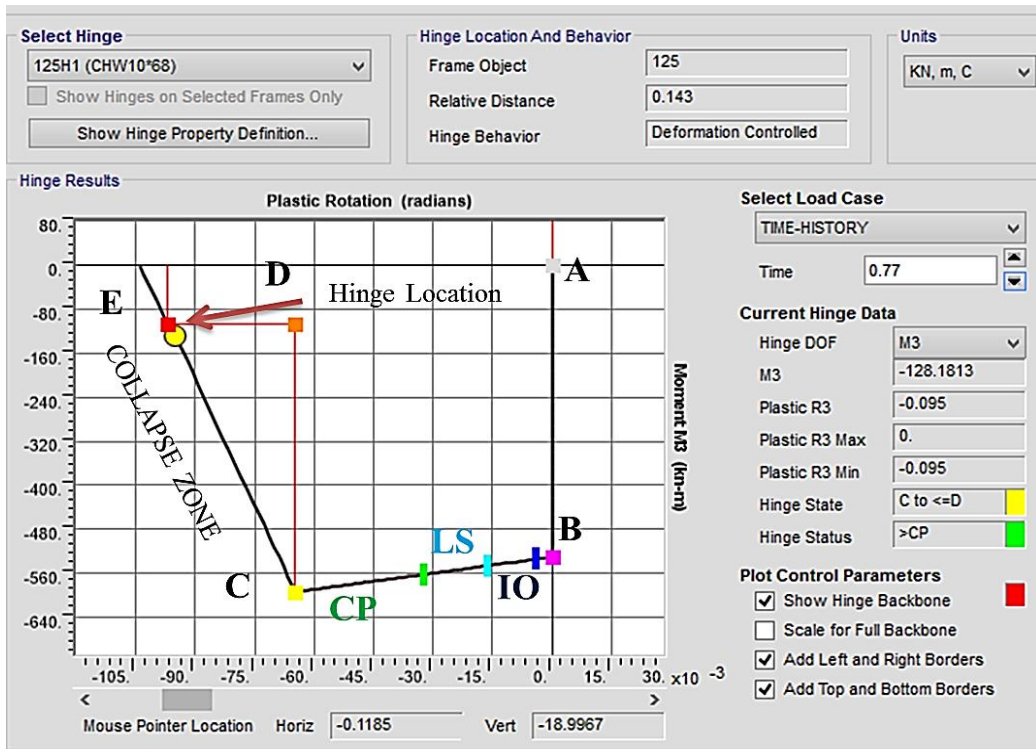 Select Hinge
125H1 (CHW10*68)
Show Hinges on Selected Frames Only
Show Hinge Property Definition...
Hinge Location And Behavior
Frame Object 125
Relative Distance 0.143
Hinge Behavior Deformation Controlled
Units
KN, m, C
Hinge Results
Plastic Rotation (radians)
80.
0.
-80.
-160.
-240.
-320.
-400.
-480.
-560.
-640.
A
D
Hinge Location
E
COLLAPSE ZONE
B
LS
IO
C
CP
Moment M3 (kn-m)
-105. -90. -75. -60. -45. -30. -15. 0. 15. 30. x10 -3
Mouse Pointer Location Horiz -0.1185 Vert -18.9967
Select Load Case
TIME-HISTORY
Time 0.77
Current Hinge Data
Hinge DOF M3
M3 -128.1813
Plastic R3 -0.095
Plastic R3 Max 0.
Plastic R3 Min -0.095
Hinge State C to <=D
Hinge Status >CP
Plot Control Parameters
Show Hinge Backbone
Scale for Full Backbone
Add Left and Right Borders
Add Top and Bottom Borders